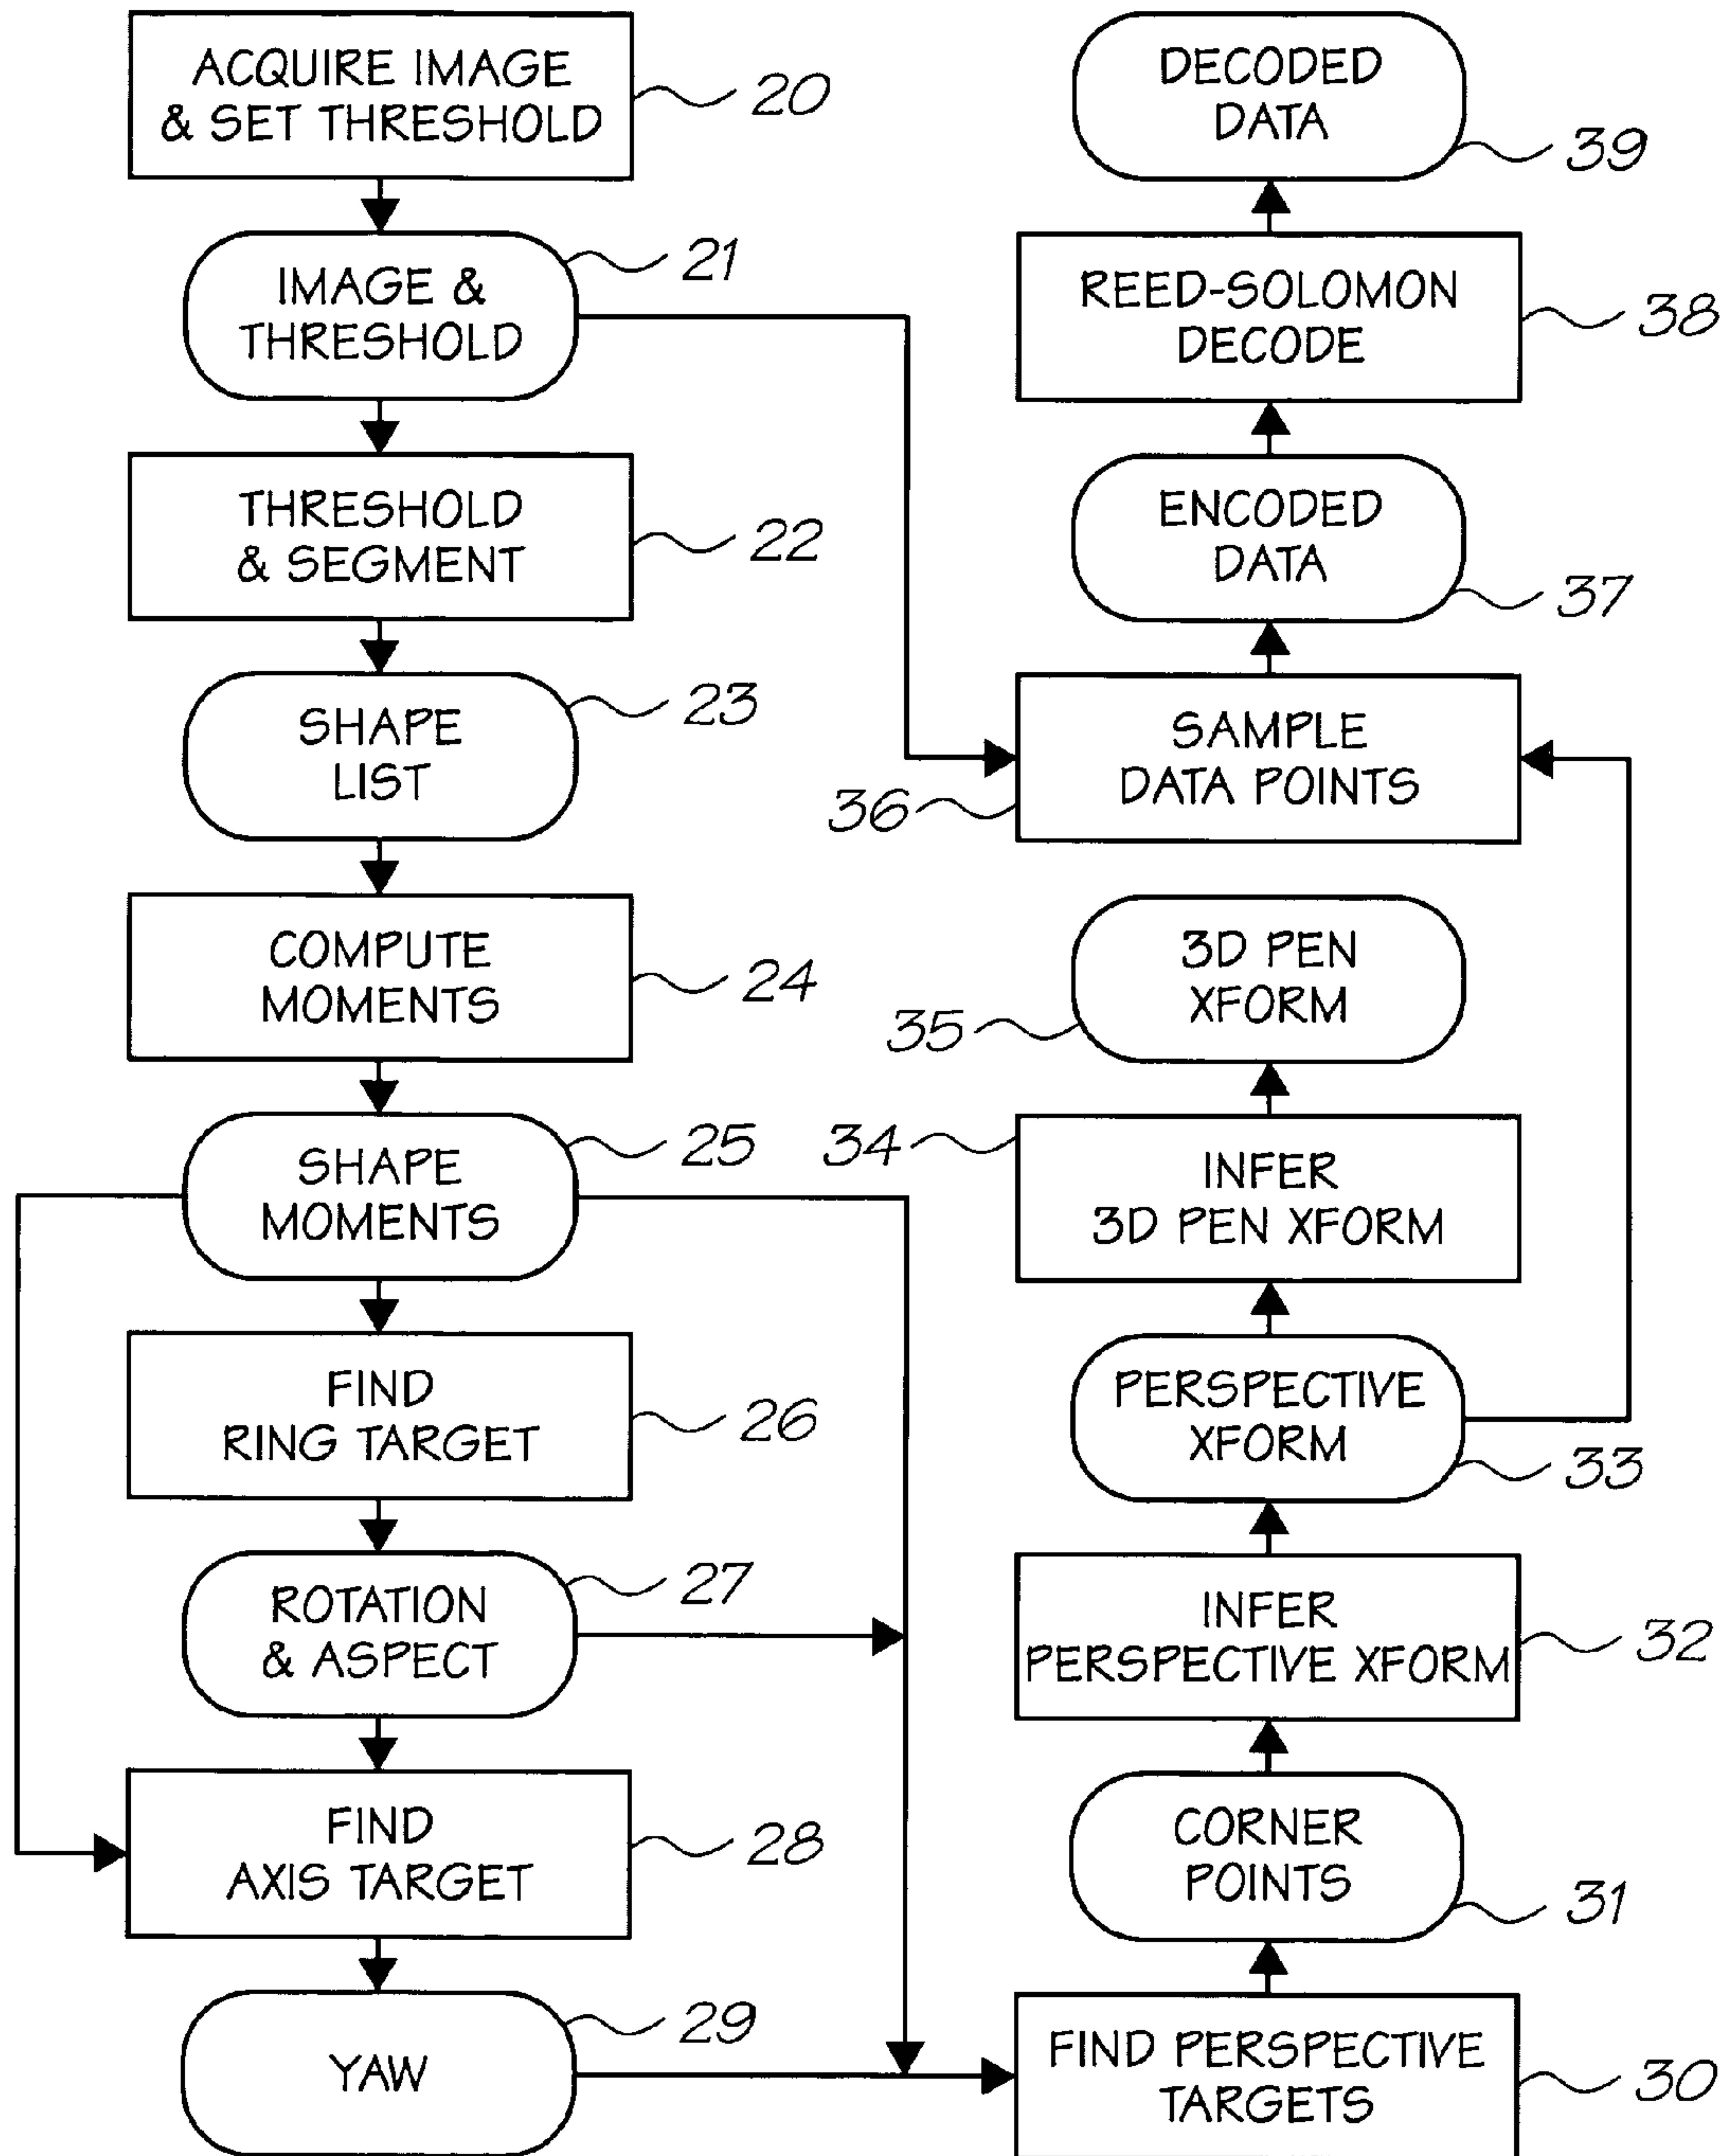 ACQUIRE IMAGE
& SET THRESHOLD
20
IMAGE &
THRESHOLD
21
THRESHOLD
& SEGMENT
22
SHAPE
LIST
23
COMPUTE
MOMENTS
24
SHAPE
MOMENTS
25
FIND
RING TARGET
26
ROTATION
& ASPECT
27
FIND
AXIS TARGET
28
YAW
29
DECODED
DATA
39
REED-SOLOMON
DECODE
38
ENCODED
DATA
37
SAMPLE
DATA POINTS
36
3D PEN
XFORM
35
INFER
3D PEN XFORM
34
PERSPECTIVE
XFORM
33
INFER
PERSPECTIVE XFORM
32
CORNER
POINTS
31
FIND PERSPECTIVE
TARGETS
30